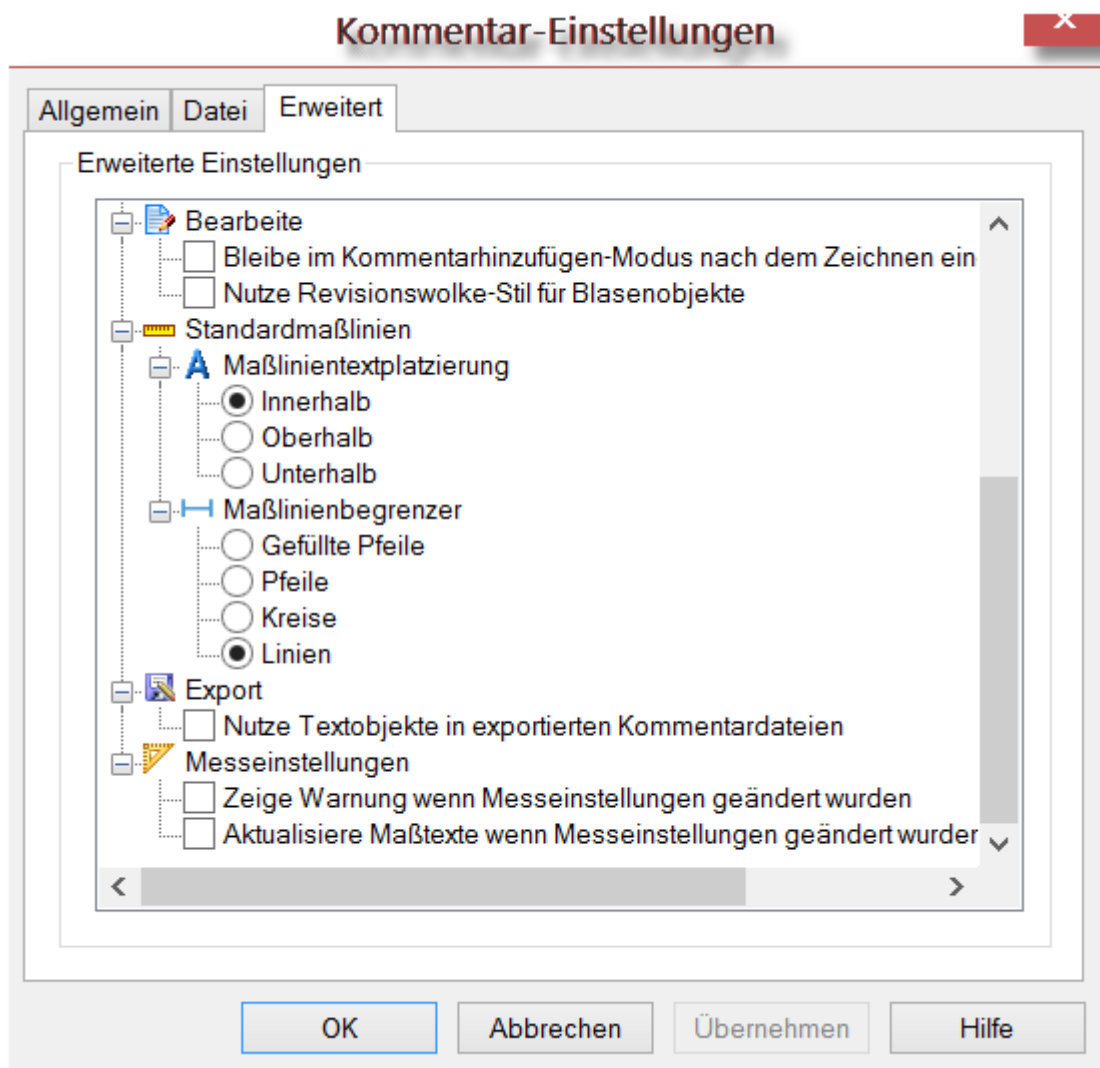 Kommentar-Einstellungen
Allgemein Datei Erweitert
Erweiterte Einstellungen
Bearbeite
Bleibe im Kommentarhinzufügen-Modus nach dem Zeichnen ein
Nutze Revisionswolke-Stil für Blasenobjekte
Standardmaßlinien
Maßlinientextplatzierung
Innerhalb
Oberhalb
Unterhalb
Maßlinienbegrenzer
Gefüllte Pfeile
Pfeile
Kreise
Linien
Export
Nutze Textobjekte in exportierten Kommentardateien
Messeinstellungen
Zeige Warnung wenn Messeinstellungen geändert wurden
Aktualisiere Maßtexte wenn Messeinstellungen geändert wurden
OK Abbrechen Übernehmen Hilfe